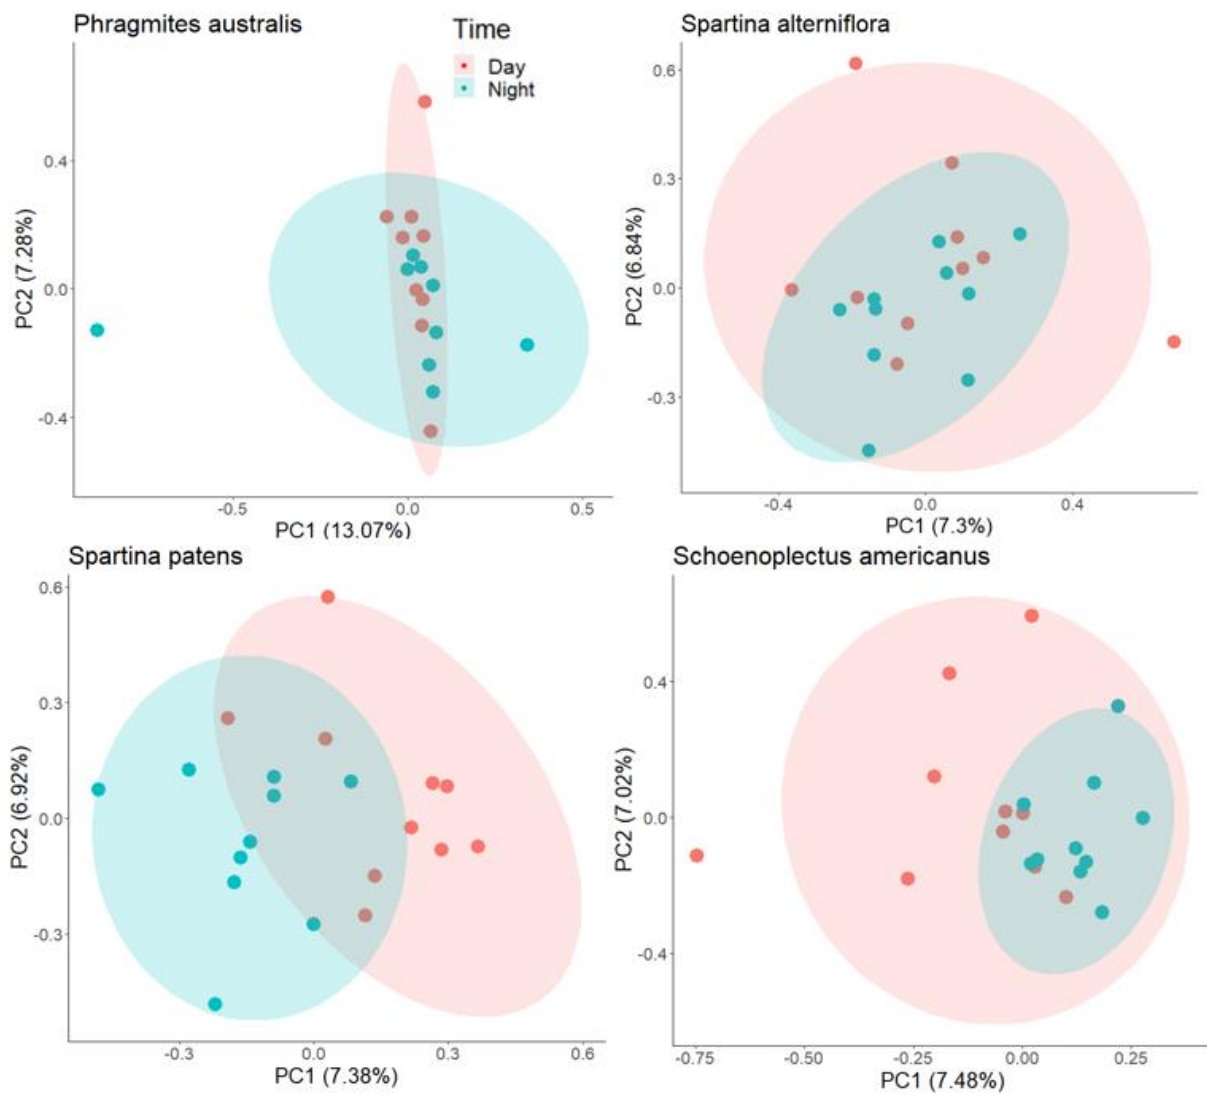 Phragmites australis
Time
Day
Night
PC2 (7.28%)
0.4
0.0
-0.4
-0.5
0.0
0.5
PC1 (13.07%)
Spartina alterniflora
PC2 (6.84%)
0.6
0.3
0.0
-0.3
-0.4
0.0
0.4
PC1 (7.3%)
Spartina patens
PC2 (6.92%)
0.6
0.3
0.0
-0.3
-0.3
0.0
0.3
0.6
PC1 (7.38%)
Schoenoplectus americanus
PC2 (7.02%)
0.4
0.0
-0.4
-0.75
-0.50
-0.25
0.00
0.25
PC1 (7.48%)